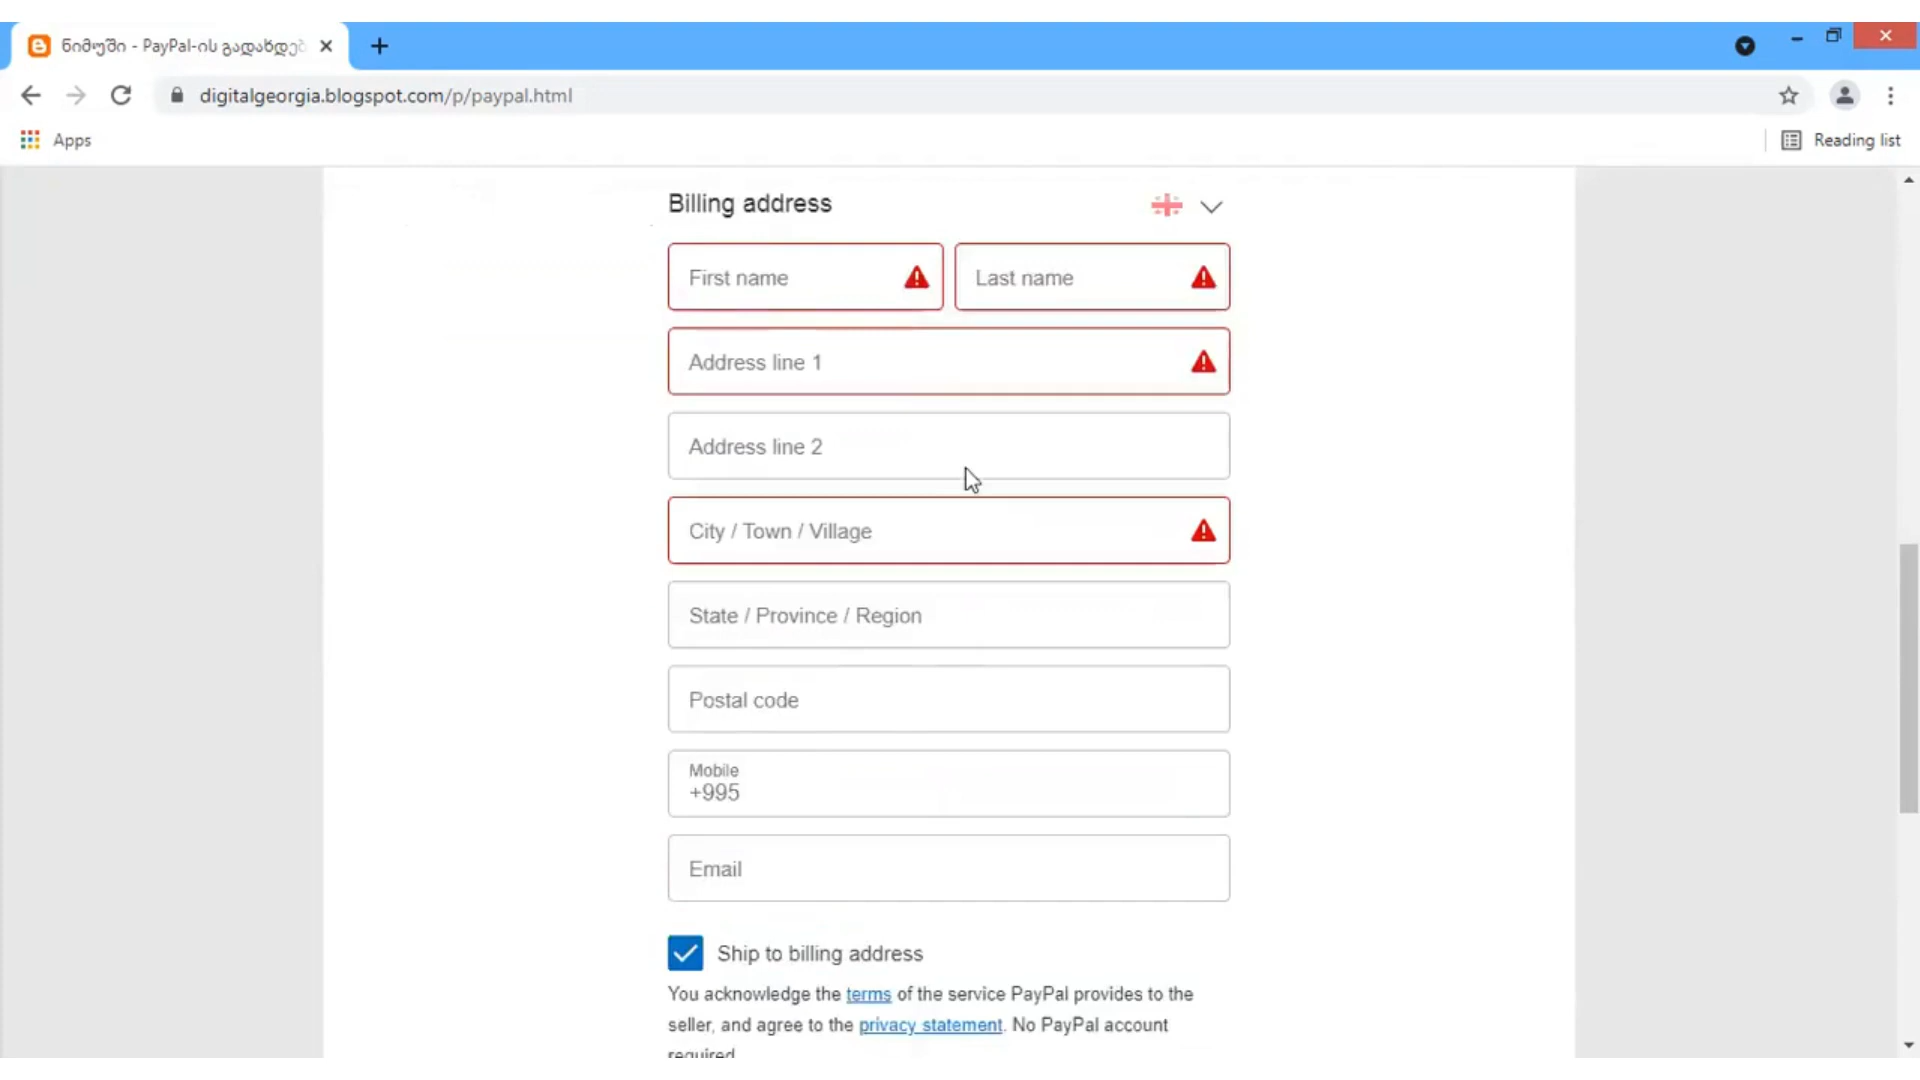 ნიმუში - PayPal-ის გადახდებ
digitalgeorgia.blogspot.com/p/paypal.html
Apps
Reading list
Billing address
First name
Last name
Address line 1
Address line 2
City / Town / Village
State / Province / Region
Postal code
Mobile
+995
Email
Ship to billing address
You acknowledge the terms of the service PayPal provides to the
seller, and agree to the privacy statement. No PayPal account
required.